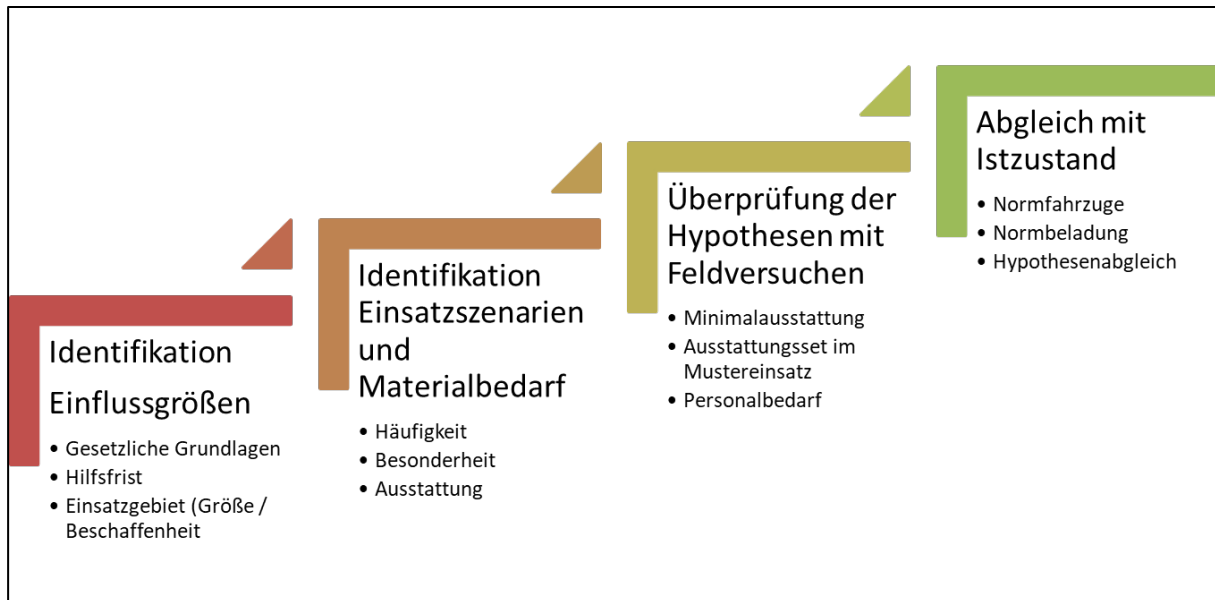 Identifikation
Einflussgrößen
• Gesetzliche Grundlagen
• Hilfsfrist
• Einsatzgebiet (Größe /
Beschaffenheit
Identifikation
Einsatzszenarien
und
Materialbedarf
• Häufigkeit
• Besonderheit
• Ausstattung
Überprüfung der
Hypothesen mit
Feldversuchen
• Minimalausstattung
• Ausstattungsset im
Mustereinsatz
• Personalbedarf
Abgleich mit
Istzustand
• Normfahrzuge
• Normbeladung
• Hypothesenabgleich